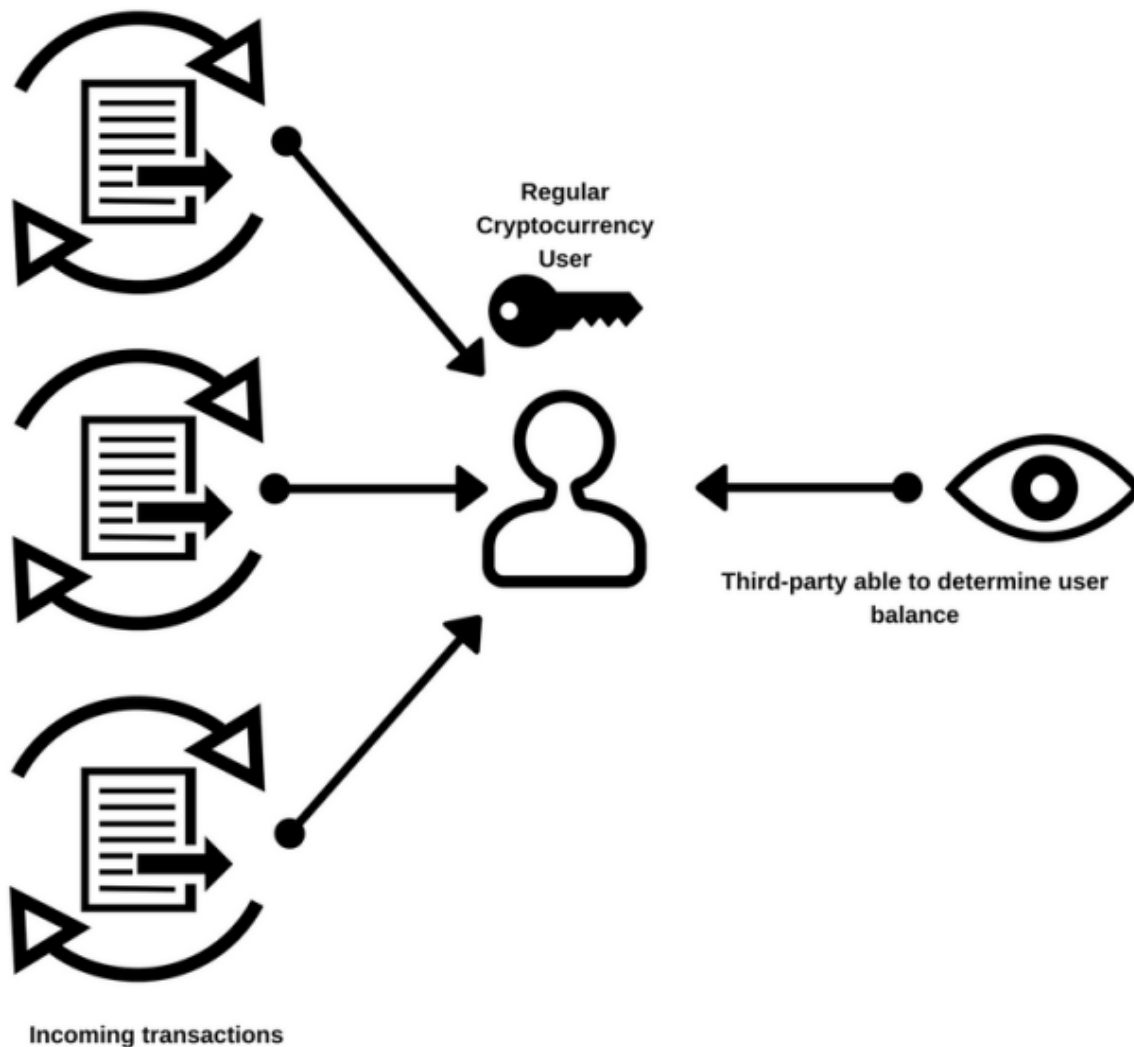 Regular
Cryptocurrency
User
Third-party able to determine user
balance
Incoming transactions